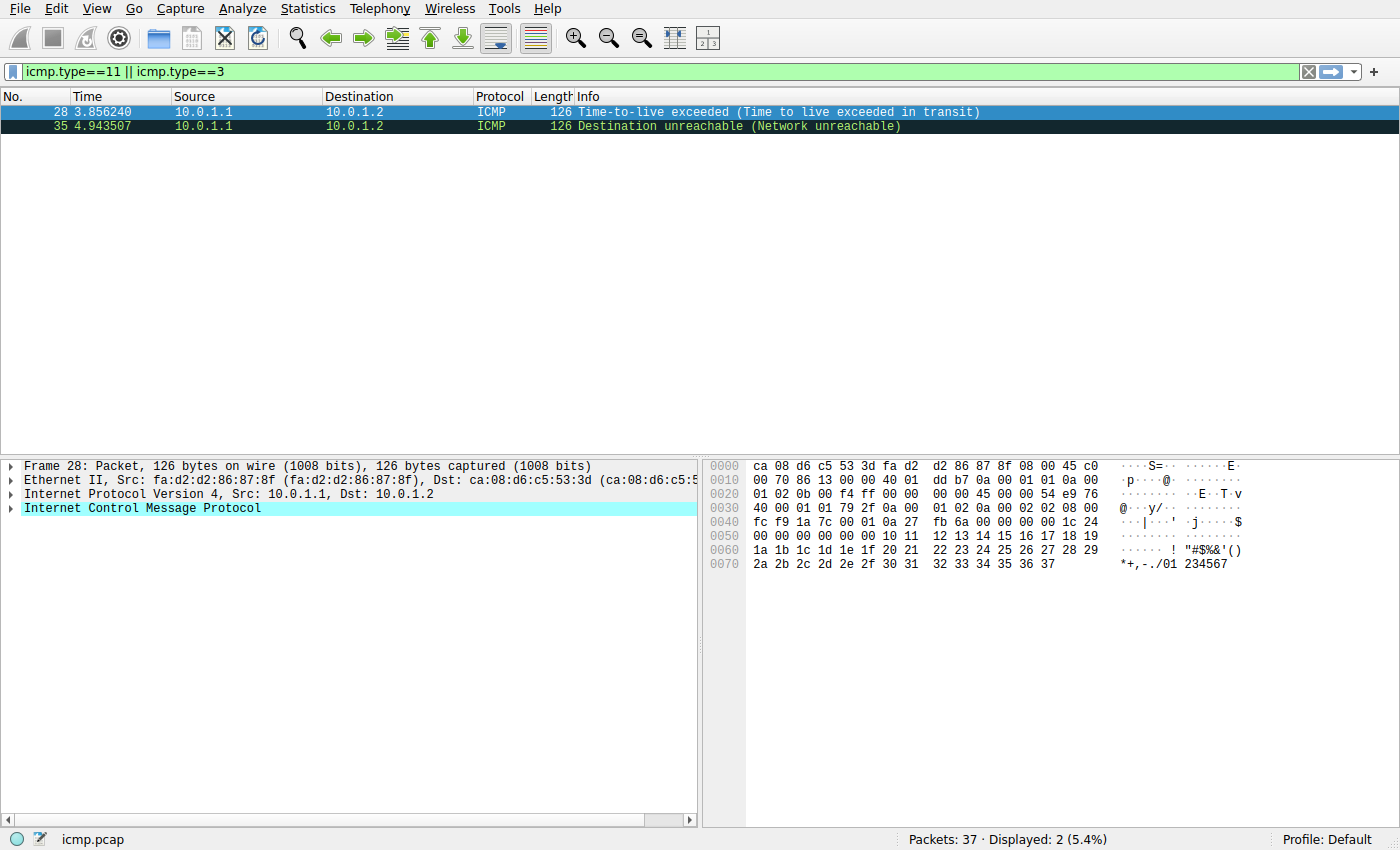 File Edit View Go Capture Analyze Statistics Telephony Wireless Tools Help
icmp.type==11 || icmp.type==3
No. Time Source Destination Protocol Length Info
28 3.856240 10.0.1.1 10.0.1.2 ICMP 126 Time-to-live exceeded (Time to live exceeded in transit)
35 4.943507 10.0.1.1 10.0.1.2 ICMP 126 Destination unreachable (Network unreachable)
Frame 28: Packet, 126 bytes on wire (1008 bits), 126 bytes captured (1008 bits)
Ethernet II, Src: fa:d2:d2:86:87:8f (fa:d2:d2:86:87:8f), Dst: ca:08:d6:c5:53:3d (ca:08:d6:c5:5
Internet Protocol Version 4, Src: 10.0.1.1, Dst: 10.0.1.2
Internet Control Message Protocol
0000 ca 08 d6 c5 53 3d fa d2 d2 86 87 8f 08 00 45 c0 ····S=·· ······E·
0010 00 70 86 13 00 00 40 01 dd b7 0a 00 01 01 0a 00 ·p····@· ········
0020 01 02 0b 00 f4 ff 00 00 00 00 45 00 00 54 e9 76 ········ ··E··T·v
0030 40 00 01 01 79 2f 0a 00 01 02 0a 00 02 02 08 00 @···y/·· ········
0040 fc f9 1a 7c 00 01 0a 27 fb 6a 00 00 00 00 1c 24 ···|···' ·j·····$
0050 00 00 00 00 00 00 10 11 12 13 14 15 16 17 18 19 ········ ········
0060 1a 1b 1c 1d 1e 1f 20 21 22 23 24 25 26 27 28 29 ······ ! "#$%&'()
0070 2a 2b 2c 2d 2e 2f 30 31 32 33 34 35 36 37 *+,-./01 234567
icmp.pcap Packets: 37 · Displayed: 2 (5.4%) Profile: Default